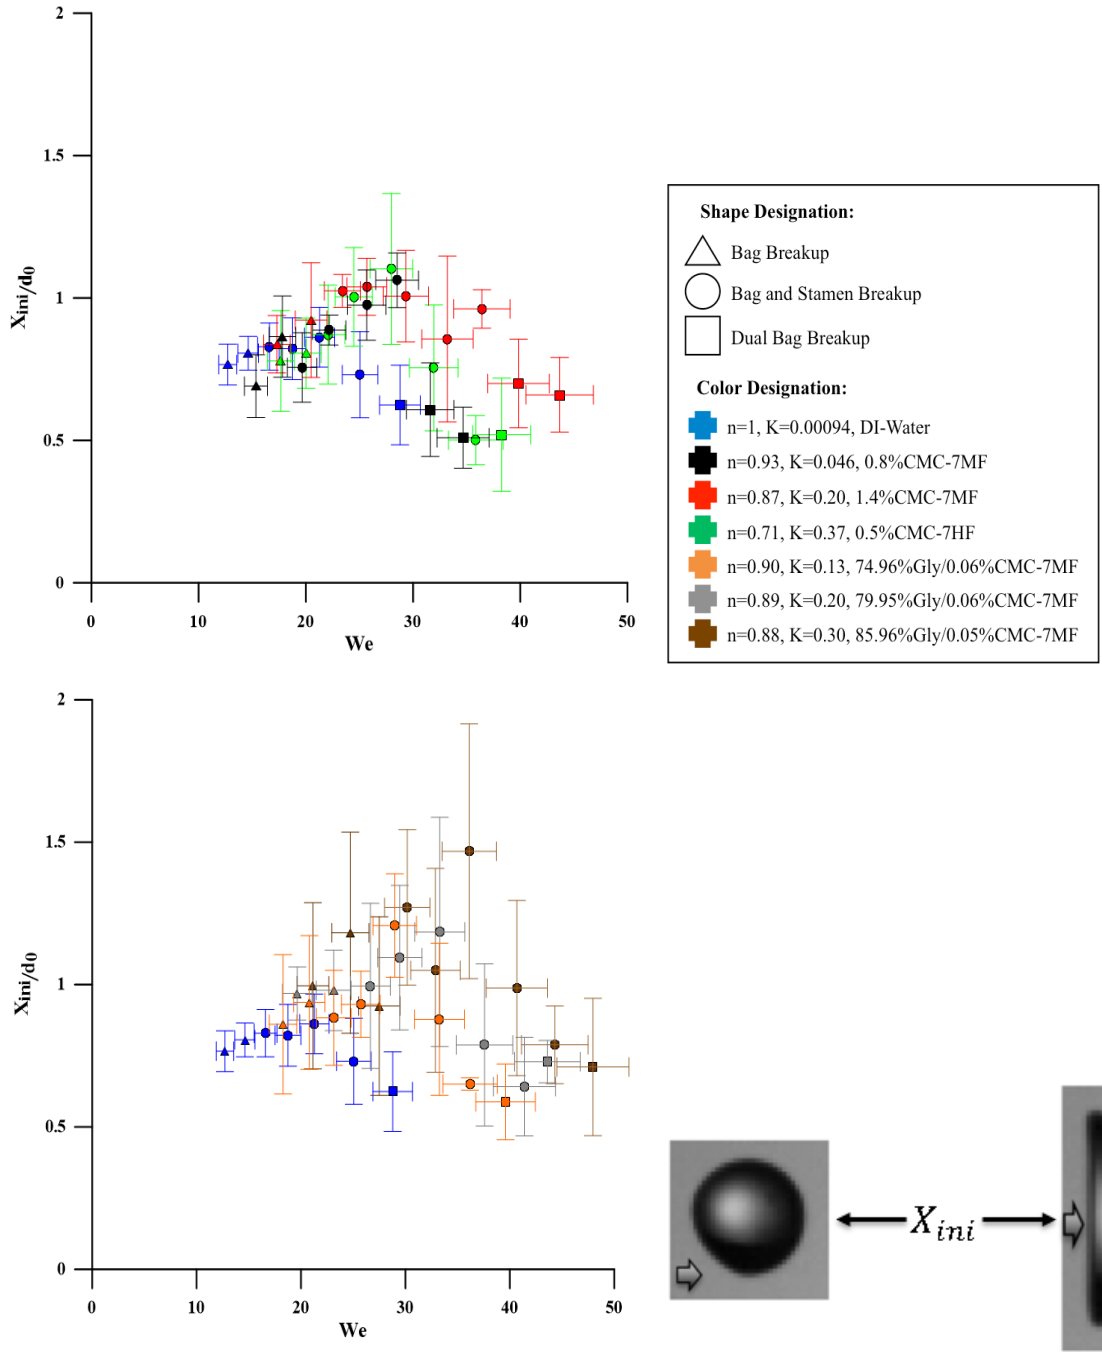 2
1.5
1
0.5
0
Xini/d0
0 10 20 30 40 50
We
Shape Designation:
Bag Breakup
Bag and Stamen Breakup
Dual Bag Breakup
Color Designation:
n=1, K=0.00094, DI-Water
n=0.93, K=0.046, 0.8%CMC-7MF
n=0.87, K=0.20, 1.4%CMC-7MF
n=0.71, K=0.37, 0.5%CMC-7HF
n=0.90, K=0.13, 74.96%Gly/0.06%CMC-7MF
n=0.89, K=0.20, 79.95%Gly/0.06%CMC-7MF
n=0.88, K=0.30, 85.96%Gly/0.05%CMC-7MF
2
1.5
1
0.5
0
Xini/d0
0 10 20 30 40 50
We
Xini